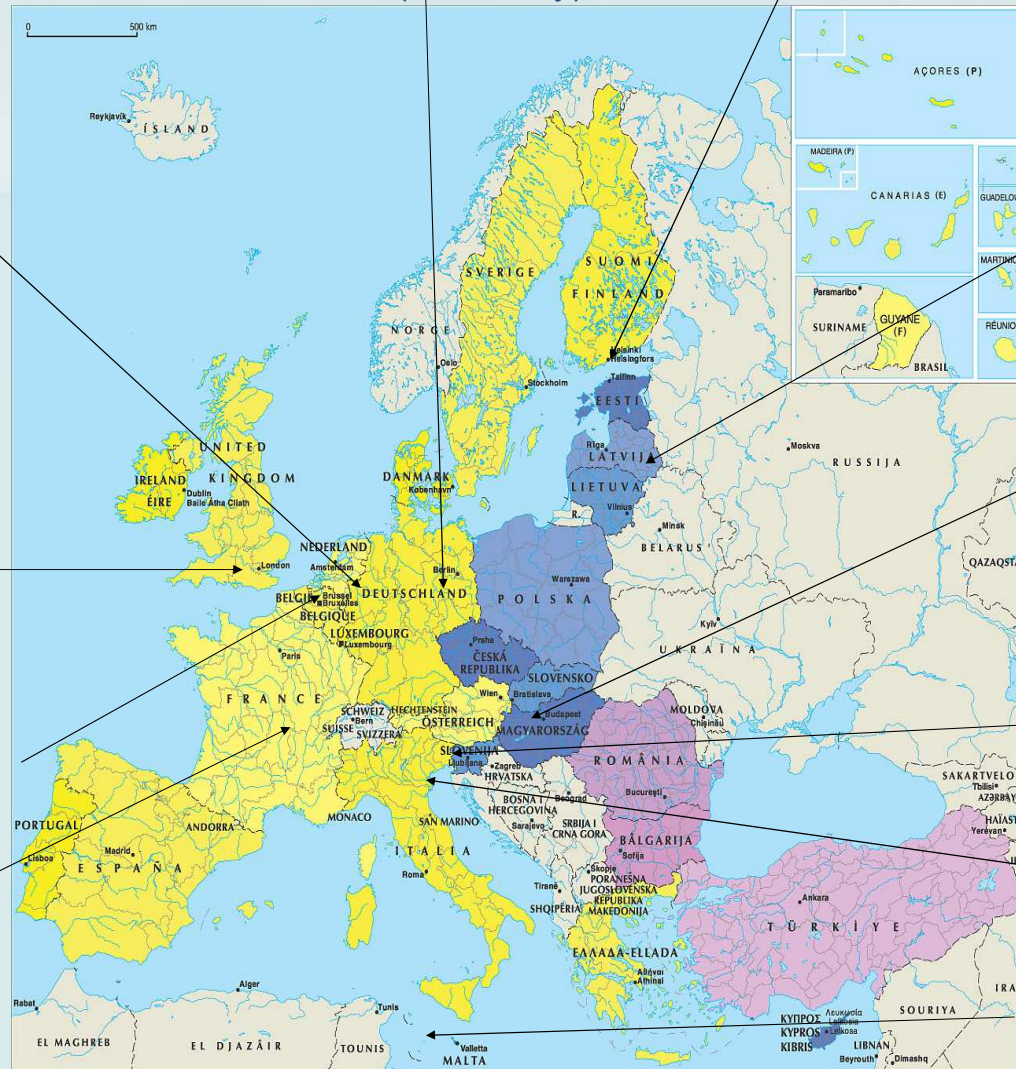 0 500 km
AÇORES (P)
Reykjavík
ÍSLAND
MADEIRA (P)
CANARIAS (E)
GUADELOU
MARTINIC
SUOMI
SVERIGE
FINLAND
Paramaribo
GUYANE
(F)
SURINAME
RÉUNIO
NORGE
BRASIL
Helsinki
Helsingfors
Oslo
Tallinn
Stockholm
EESTI
Rīga
LATVIJ
UNITED
KINGDOM
Moskva
RUSSIJA
IRELAND
ÉIRE
Dublin
Baile Átha Cliath
DANMARK
København
LIETUVA
Vilnius
R.
Minsk
BELARUS'
NEDERLAND
Amsterdam
London
Berlin
QAZAQSTA
Warszawa
BELGIË
Brussel
Bruxelles
BELGIQUE
DEUTSCHLAND
POLSKA
LUXEMBOURG
Luxembourg
Kyïv
UKRAÏNA
Praha
ČESKÁ
REPUBLIKA
Paris
SLOVENSKO
FRANCE
Wien
Bratislava
LIECHTENSTEIN
ÖSTERREICH
SCHWEIZ
Bern
SUISSE
SVIZZERA
Budapest
MAGYARORSZÁG
MOLDOVA
Chişinău
SLOVENIJA
Ljubljana
Zagreb
HRVATSKA
ROMÂNIA
Bucureşti
SAKARTVELO
Tbilisi
AZƏRBAY
HAÏAST
Yerevan
BOSNA I
HERCEGOVINA
Sarajevo
Beograd
SRBIJA I
CRNA GORA
MONACO
SAN MARINO
PORTUGAL
Lisboa
ANDORRA
Madrid
ESPAÑA
ITALIA
Roma
BÂLGARIJA
Sofija
Skopje
PORANEŠNA
JUGOSLOVENSKA
REPUBLIKA
MAKEDONIJA
Tiranë
SHQIPËRIA
Ankara
TÜRKİYE
ΕΛΛΑΔΑ-ELLADA
Αθήναι
Athinai
Alger
Tunis
Rabat
EL MAGHREB
EL DJAZÂIR
TOUNIS
Valletta
MALTA
ΚΥΠΡΟΣ
KYPROS
KIBRIS
Λευκωσία
Lefkosia
Lefkosa
SOURIYA
IRA
LIBNAN
Beyrouth
Dimashq